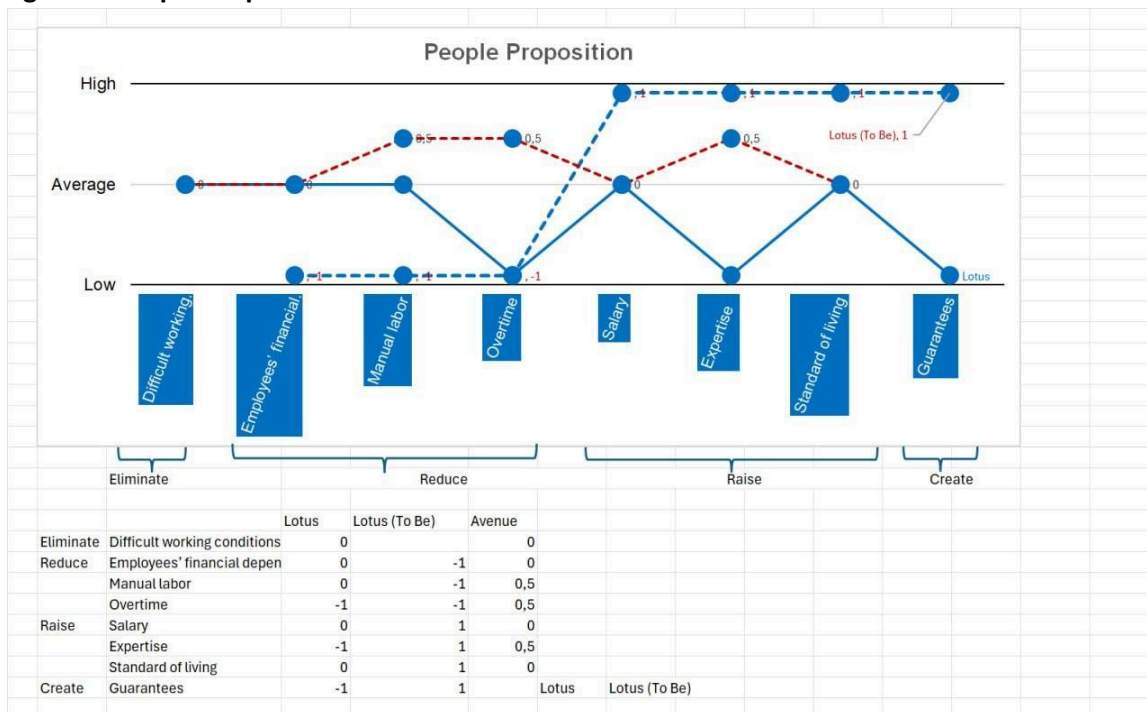 People Proposition
High
, 1
, 1
, 1
Lotus (To Be), 1
0,5
0,5
0,5
Average
0
0
0
0
, -1
, -1
, -1
Lotus
Low
Difficult working.
Employees' financial.
Manual labor
Overtime
Salary
Expertise
Standard of living
Guarantees
Eliminate Reduce Raise Create
Lotus Lotus (To Be) Avenue
Eliminate Difficult working conditions 0 0
Reduce Employees' financial depen 0 -1 0
Manual labor 0 -1 0,5
Overtime -1 -1 0,5
Raise Salary 0 1 0
Expertise -1 1 0,5
Standard of living 0 1 0
Create Guarantees -1 1 Lotus Lotus (To Be)